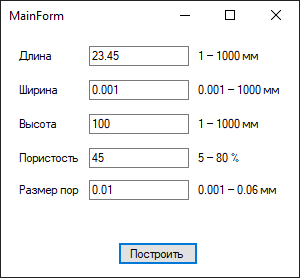 MainForm
Длина 23.45 1 – 1000 мм
Ширина 0.001 0.001 – 1000 мм
Высота 100 1 – 1000 мм
Пористость 45 5 – 80 %
Размер пор 0.01 0.001 – 0.06 мм
Построить